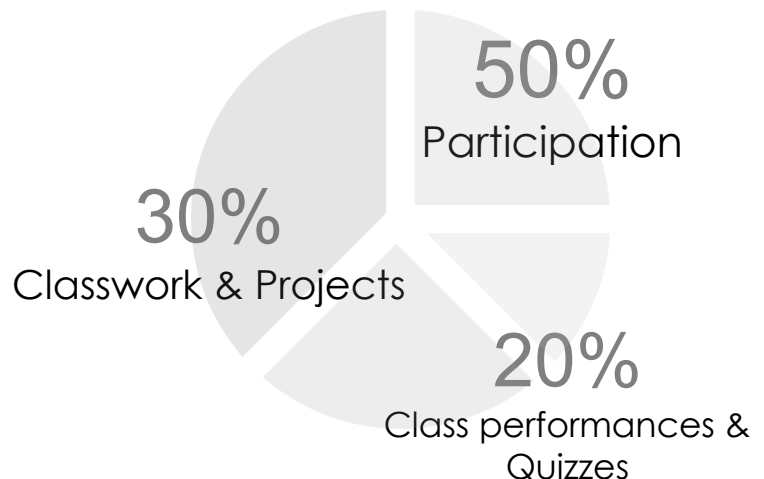 50%
Participation
30%
Classwork & Projects
20%
Class performances &
Quizzes